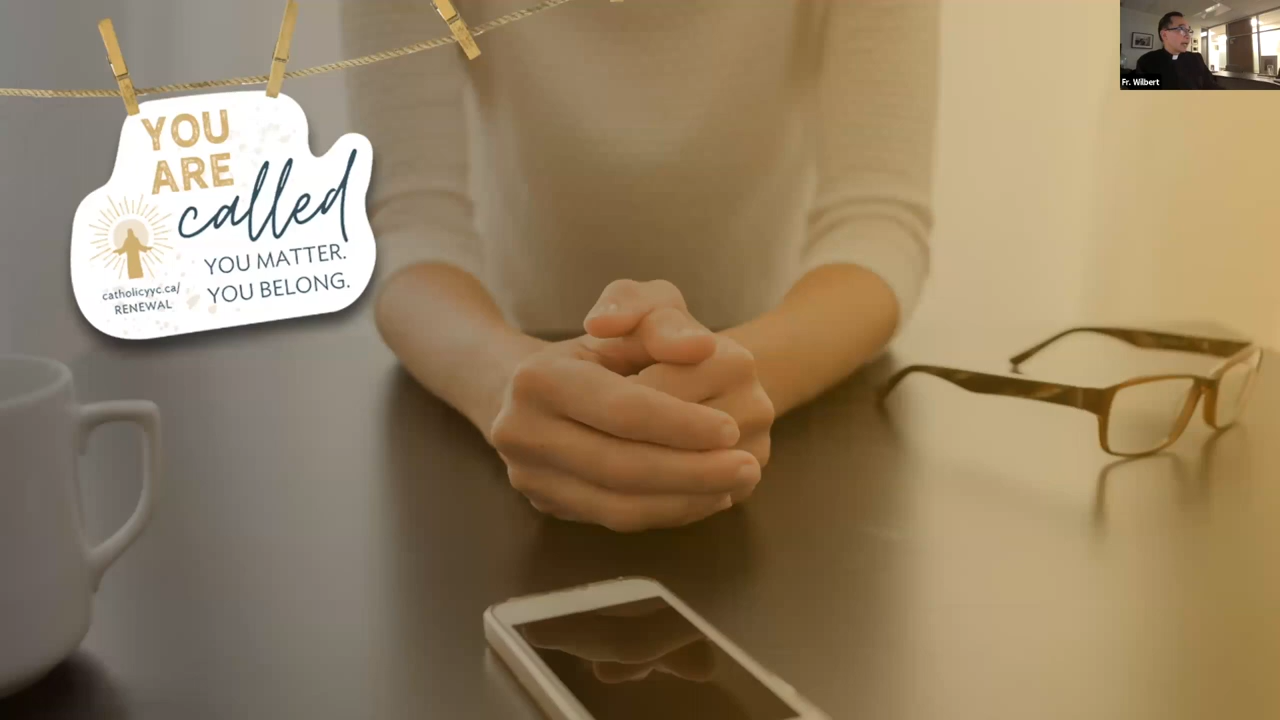 YOU
ARE
called
YOU MATTER.
YOU BELONG.
catholicyyc.ca/
RENEWAL
Fr. Wilbert